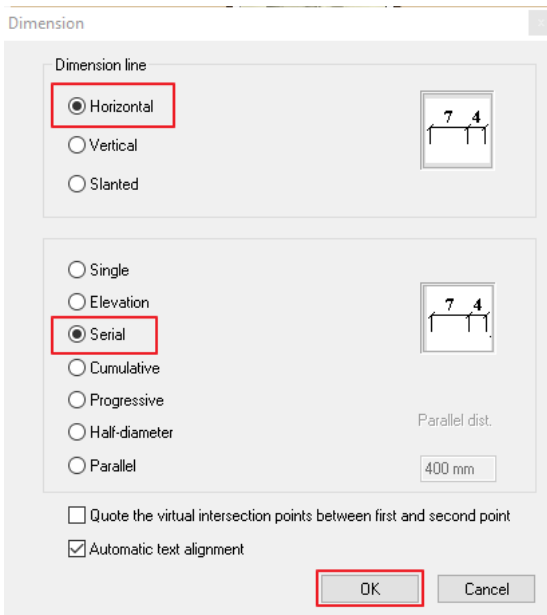 Dimension
x
Dimension line
Horizontal
7 4
Vertical
Slanted
Single
Elevation
7 4
Serial
Cumulative
Progressive
Parallel dist.
Half-diameter
Parallel
400 mm
Quote the virtual intersection points between first and second point
Automatic text alignment
OK Cancel